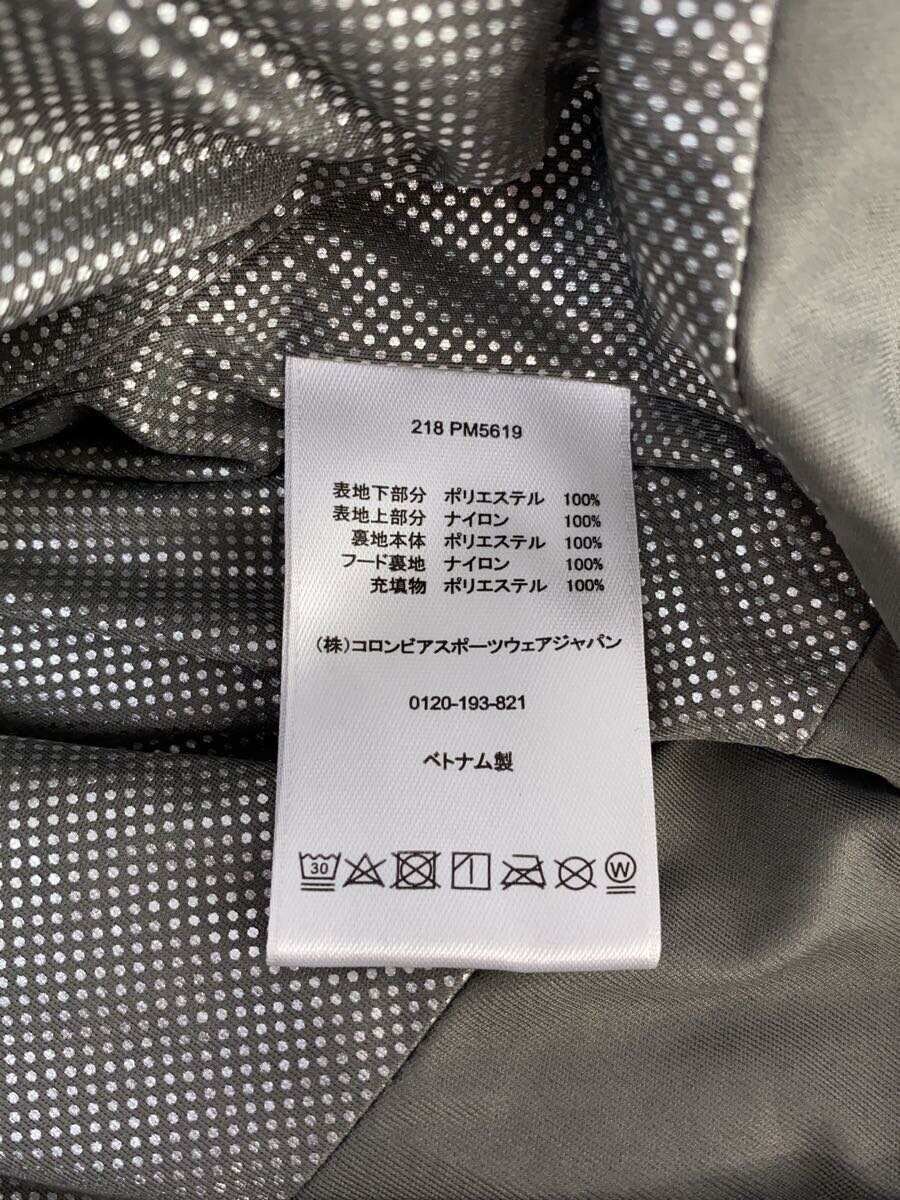 218 PM5619
表地下部分 ポリエステル 100%
表地上部分 ナイロン 100%
裏地本体 ポリエステル 100%
フード裏地 ナイロン 100%
充填物 ポリエステル 100%
(株)コロンビアスポーツウェアジャパン
0120-193-821
ベトナム製
30 W